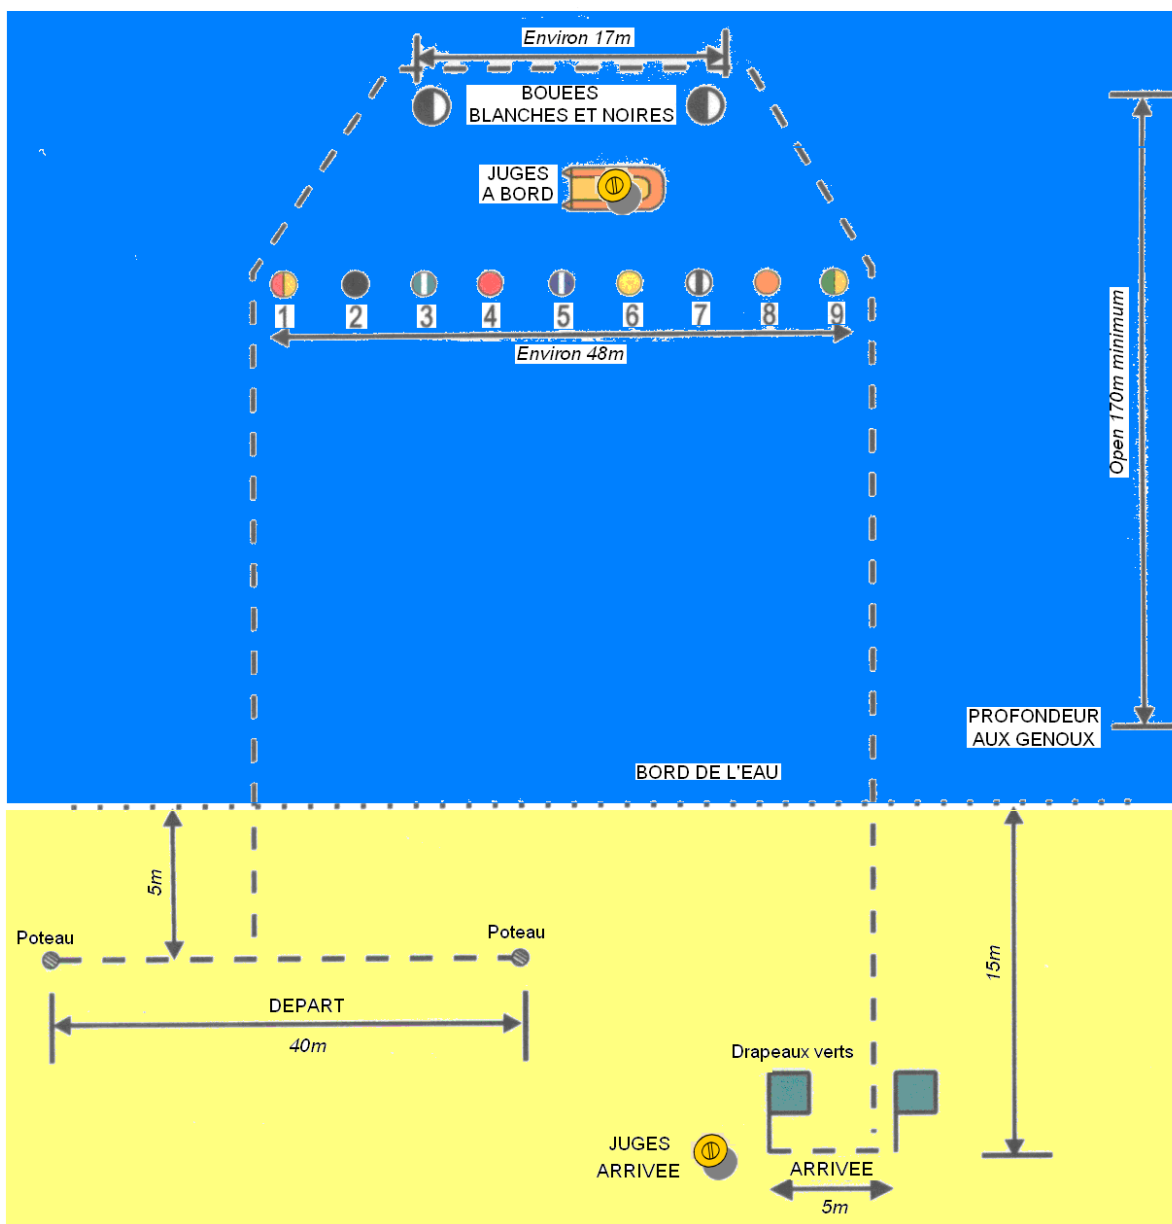 Environ 17m
BOUEES
BLANCHES ET NOIRES
JUGES
A BORD
1 2 3 4 5 6 7 8 9
Environ 48m
Open 170m minimum
PROFONDEUR
AUX GENOUX
BORD DE L'EAU
5m
15m
Poteau
Poteau
DEPART
40m
Drapeaux verts
JUGES
ARRIVEE
ARRIVEE
5m